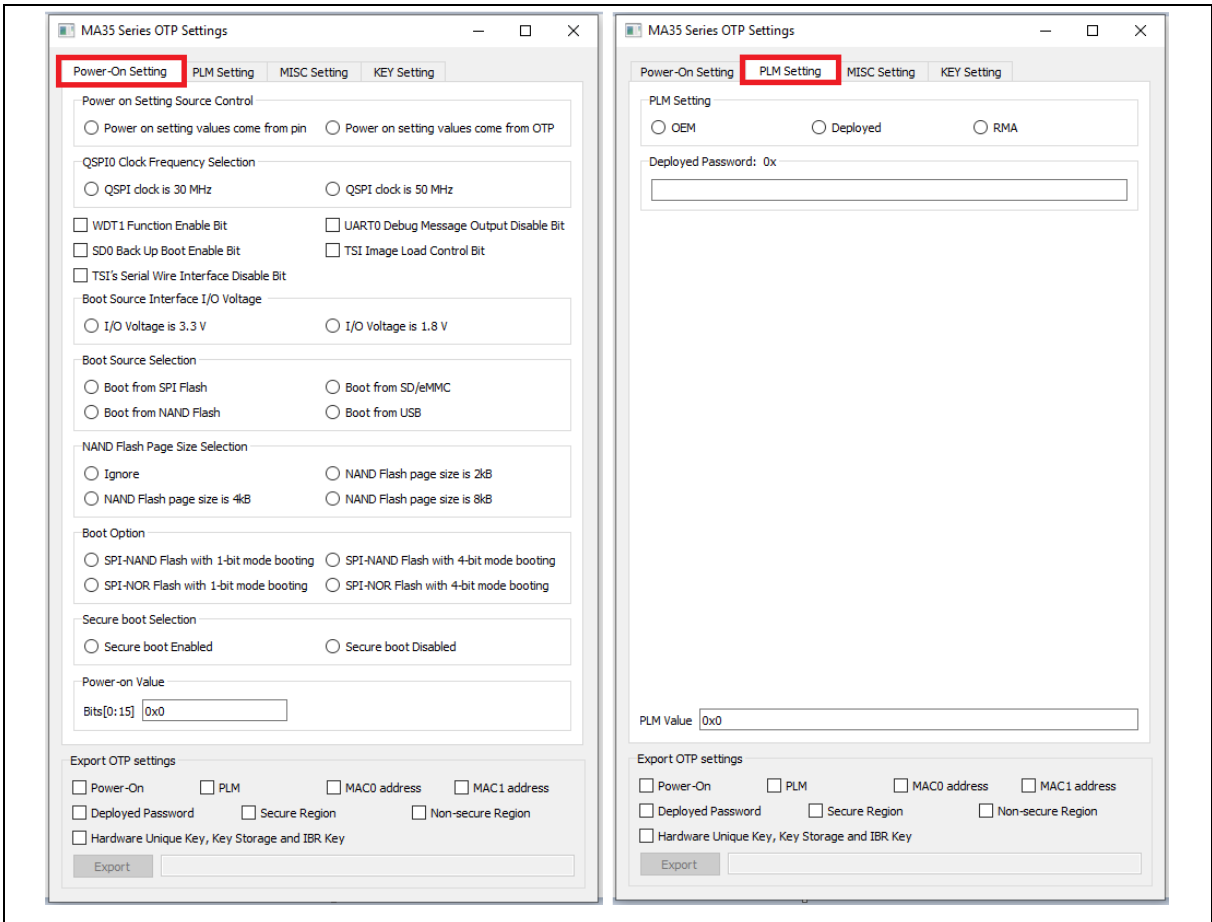 MA35 Series OTP Settings
Power-On Setting PLM Setting MISC Setting KEY Setting
Power on Setting Source Control
Power on setting values come from pin Power on setting values come from OTP
QSPI0 Clock Frequency Selection
QSPI clock is 30 MHz QSPI clock is 50 MHz
WDT1 Function Enable Bit UART0 Debug Message Output Disable Bit
SD0 Back Up Boot Enable Bit TSI Image Load Control Bit
TSI's Serial Wire Interface Disable Bit
Boot Source Interface I/O Voltage
I/O Voltage is 3.3 V I/O Voltage is 1.8 V
Boot Source Selection
Boot from SPI Flash Boot from SD/eMMC
Boot from NAND Flash Boot from USB
NAND Flash Page Size Selection
Ignore NAND Flash page size is 2kB
NAND Flash page size is 4kB NAND Flash page size is 8kB
Boot Option
SPI-NAND Flash with 1-bit mode booting SPI-NAND Flash with 4-bit mode booting
SPI-NOR Flash with 1-bit mode booting SPI-NOR Flash with 4-bit mode booting
Secure boot Selection
Secure boot Enabled Secure boot Disabled
Power-on Value
Bits[0:15] 0x0
Export OTP settings
Power-On PLM MAC0 address MAC1 address
Deployed Password Secure Region Non-secure Region
Hardware Unique Key, Key Storage and IBR Key
Export
MA35 Series OTP Settings
Power-On Setting PLM Setting MISC Setting KEY Setting
PLM Setting
OEM Deployed RMA
Deployed Password: 0x
PLM Value 0x0
Export OTP settings
Power-On PLM MAC0 address MAC1 address
Deployed Password Secure Region Non-secure Region
Hardware Unique Key, Key Storage and IBR Key
Export